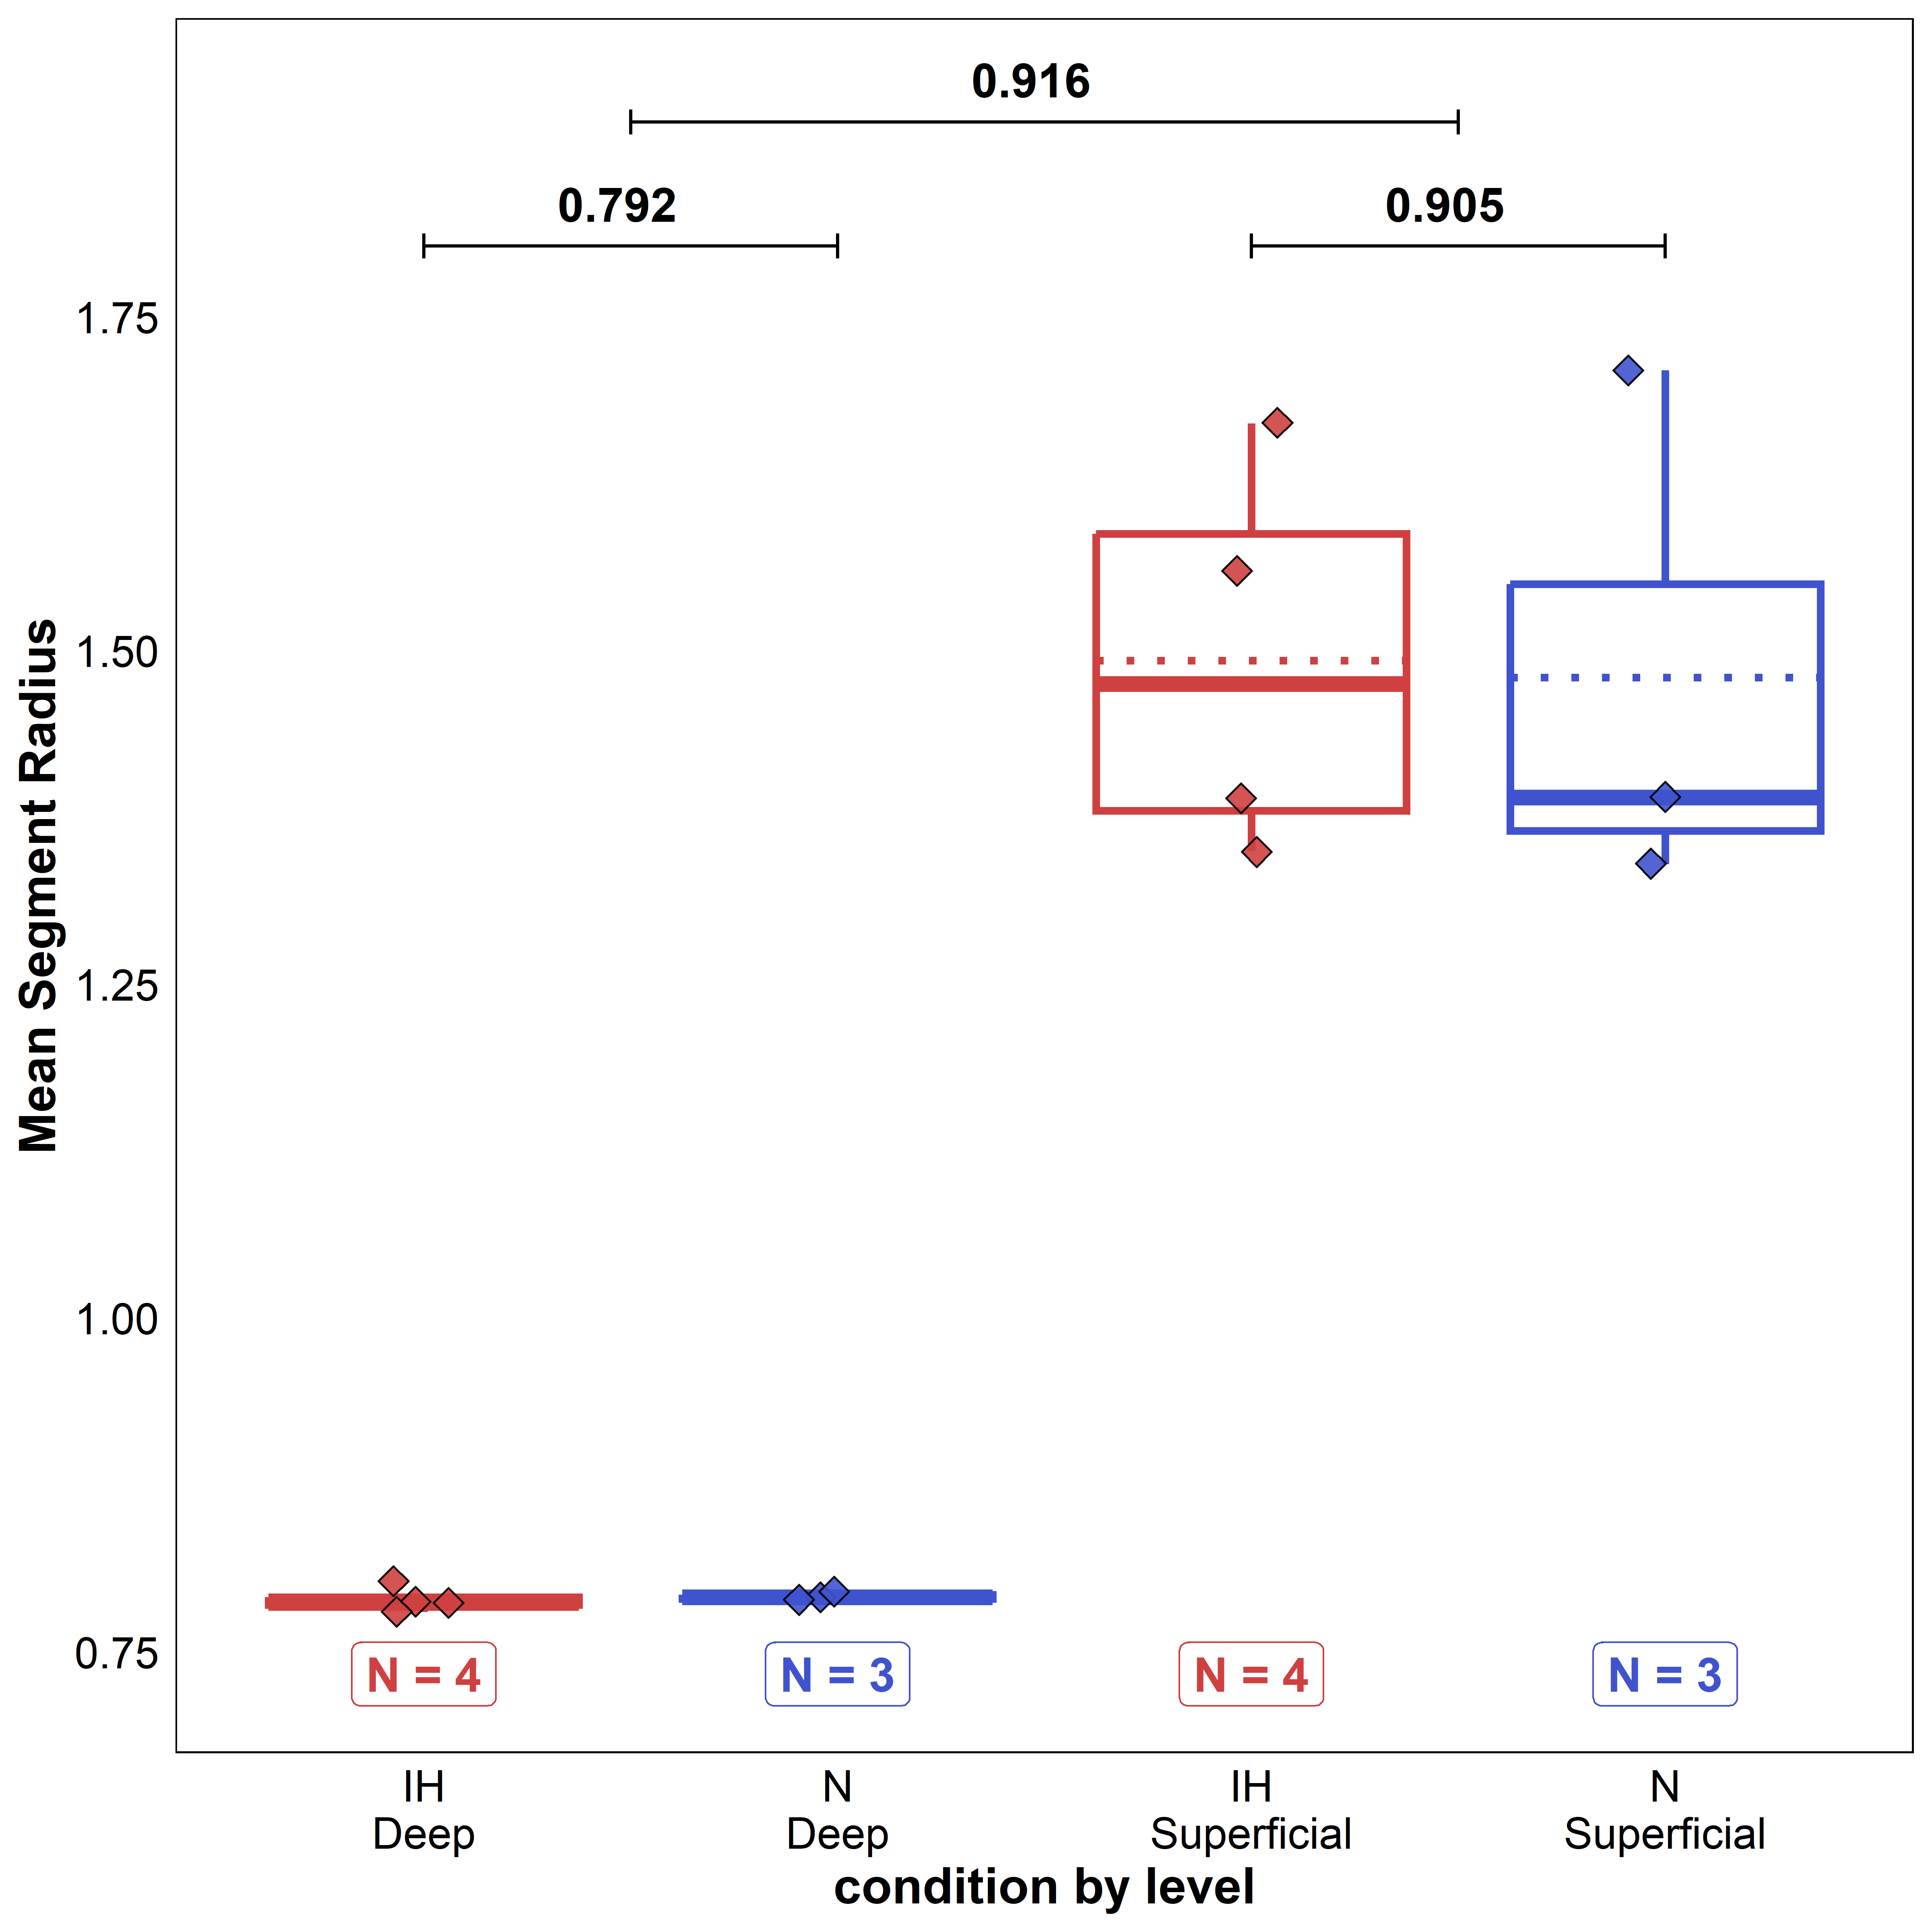 0.916
0.792
0.905
1.75
1.50
1.25
1.00
0.75
Mean Segment Radius
N = 4
N = 3
N = 4
N = 3
IH
Deep
N
Deep
IH
Superficial
N
Superficial
condition by level